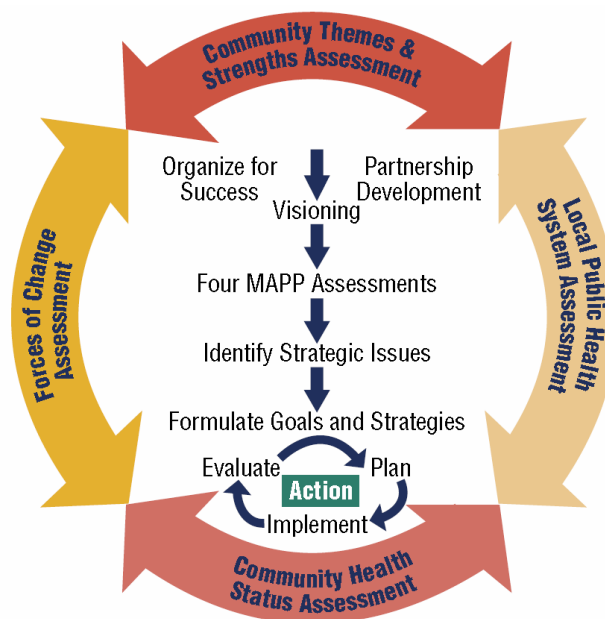 Community Themes &
Strengths Assessment
Organize for
Success
Partnership
Development
Visioning
Four MAPP Assessments
Identify Strategic Issues
Formulate Goals and Strategies
Evaluate
Plan
Action
Implement
Forces of Change
Assessment
Local Public Health
System Assessment
Community Health
Status Assessment